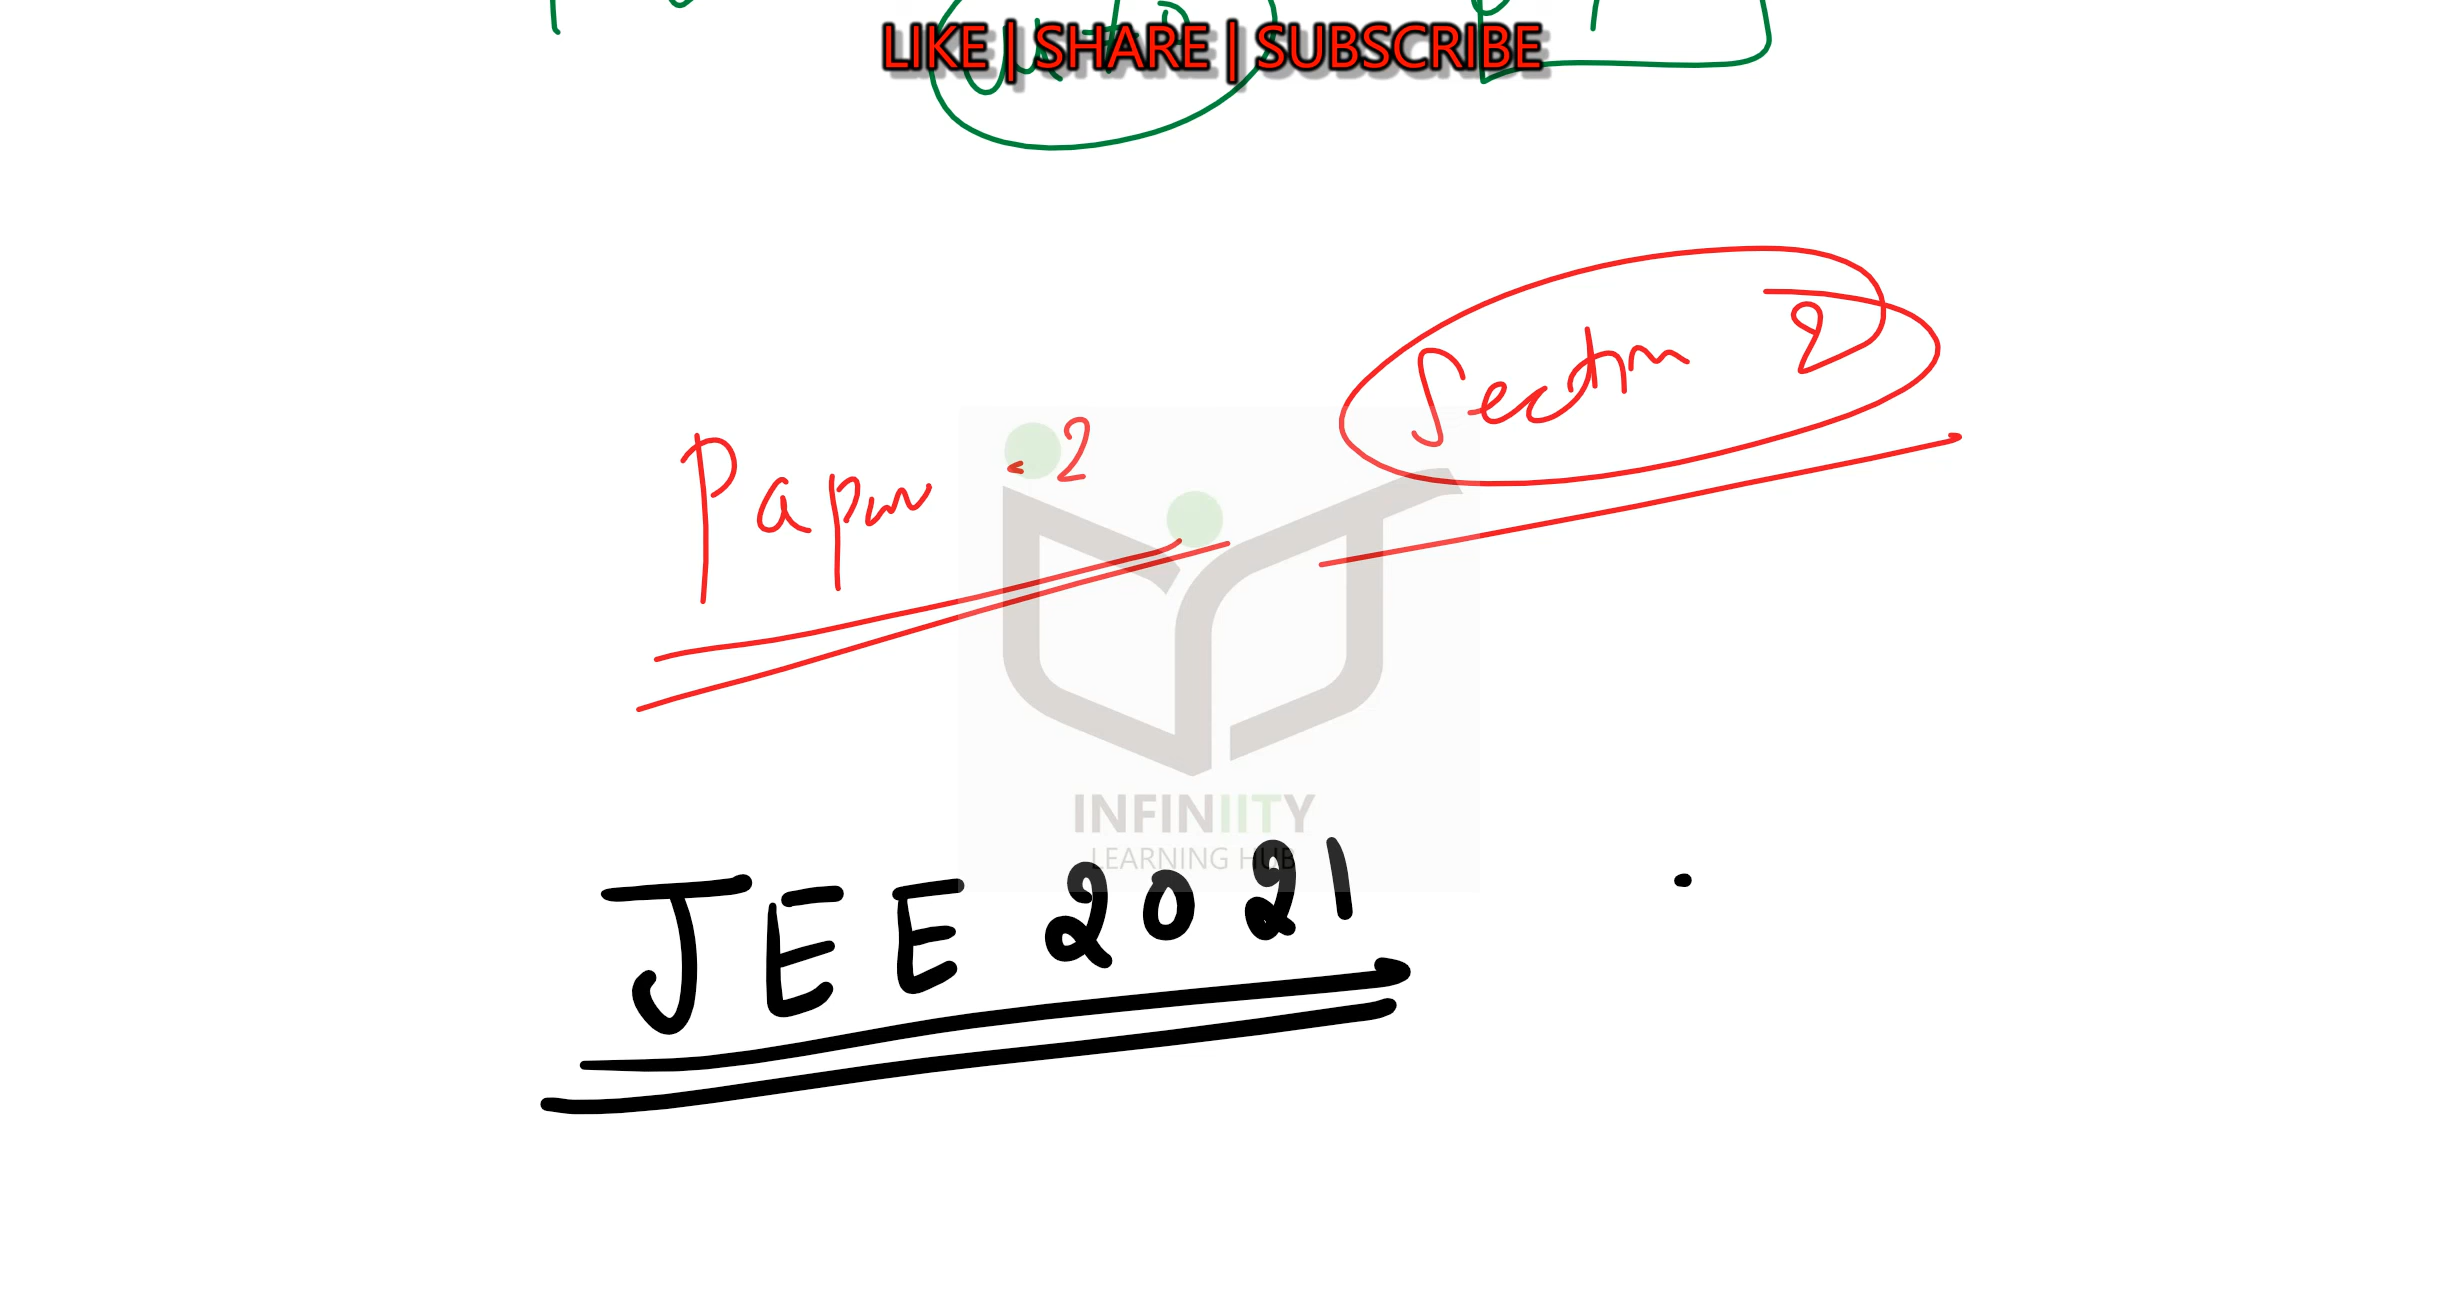 LIKE | SHARE | SUBSCRIBE
Section 2
Paper - 2
INFINIITY
LEARNING HUB
JEE 2021